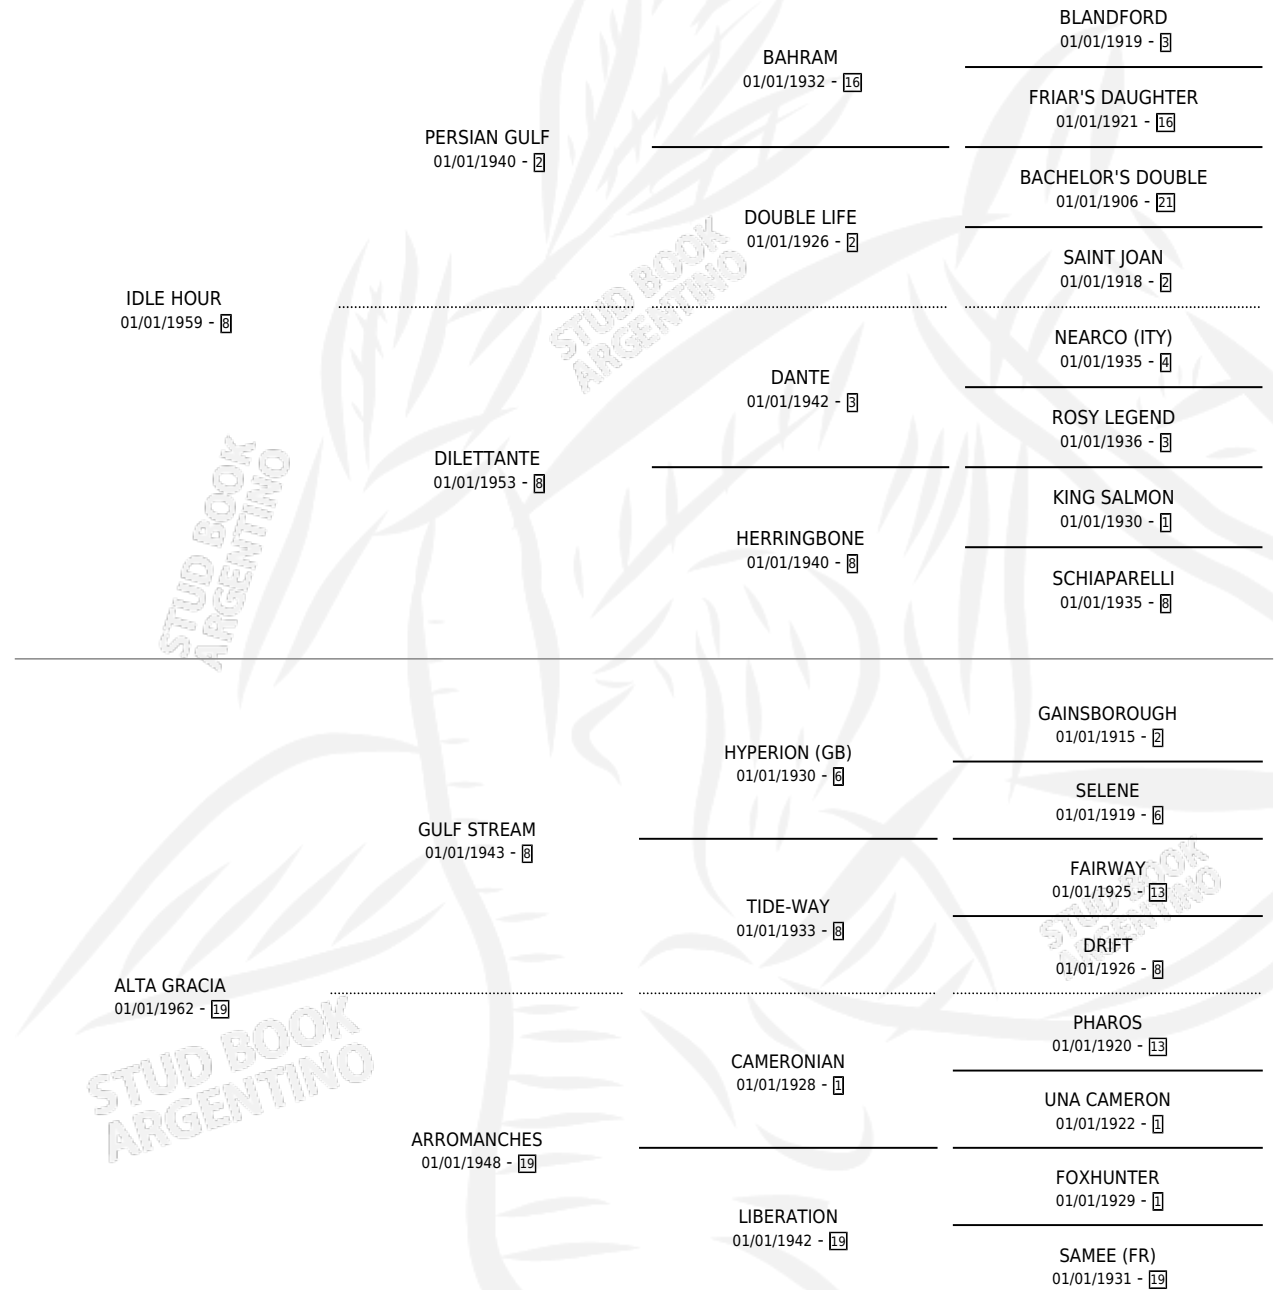 BLANDFORD
01/01/1919 - 3
BAHRAM
01/01/1932 - 16
FRIAR'S DAUGHTER
01/01/1921 - 16
PERSIAN GULF
01/01/1940 - 2
BACHELOR'S DOUBLE
01/01/1906 - 21
DOUBLE LIFE
01/01/1926 - 2
SAINT JOAN
01/01/1918 - 2
IDLE HOUR
01/01/1959 - 8
NEARCO (ITY)
01/01/1935 - 4
DANTE
01/01/1942 - 3
ROSY LEGEND
01/01/1936 - 3
DILETTANTE
01/01/1953 - 8
KING SALMON
01/01/1930 - 1
HERRINGBONE
01/01/1940 - 8
SCHIAPARELLI
01/01/1935 - 8
GAINSBOROUGH
01/01/1915 - 2
HYPERION (GB)
01/01/1930 - 6
SELENE
01/01/1919 - 6
GULF STREAM
01/01/1943 - 8
FAIRWAY
01/01/1925 - 13
TIDE-WAY
01/01/1933 - 8
DRIFT
01/01/1926 - 8
ALTA GRACIA
01/01/1962 - 19
PHAROS
01/01/1920 - 13
CAMERONIAN
01/01/1928 - 1
UNA CAMERON
01/01/1922 - 1
ARROMANCHES
01/01/1948 - 19
FOXHUNTER
01/01/1929 - 1
LIBERATION
01/01/1942 - 19
SAMEE (FR)
01/01/1931 - 19
STUD BOOK
ARGENTINO
STUD BOOK
ARGENTINO
STUD BOOK
ARGENTINO
STUD BOOK
ARGENTINO